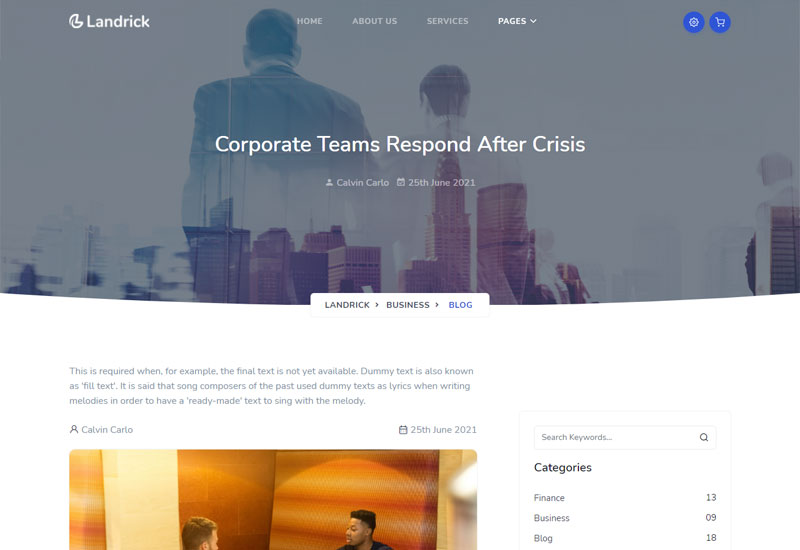 Landrick
HOME
ABOUT US
SERVICES
PAGES
Corporate Teams Respond After Crisis
Calvin Carlo
25th June 2021
LANDRICK
BUSINESS
BLOG
This is required when, for example, the final text is not yet available. Dummy text is also known
as 'fill text'. It is said that song composers of the past used dummy texts as lyrics when writing
melodies in order to have a 'ready-made' text to sing with the melody.
Calvin Carlo
25th June 2021
Search Keywords...
Categories
Finance 13
Business 09
Blog 18